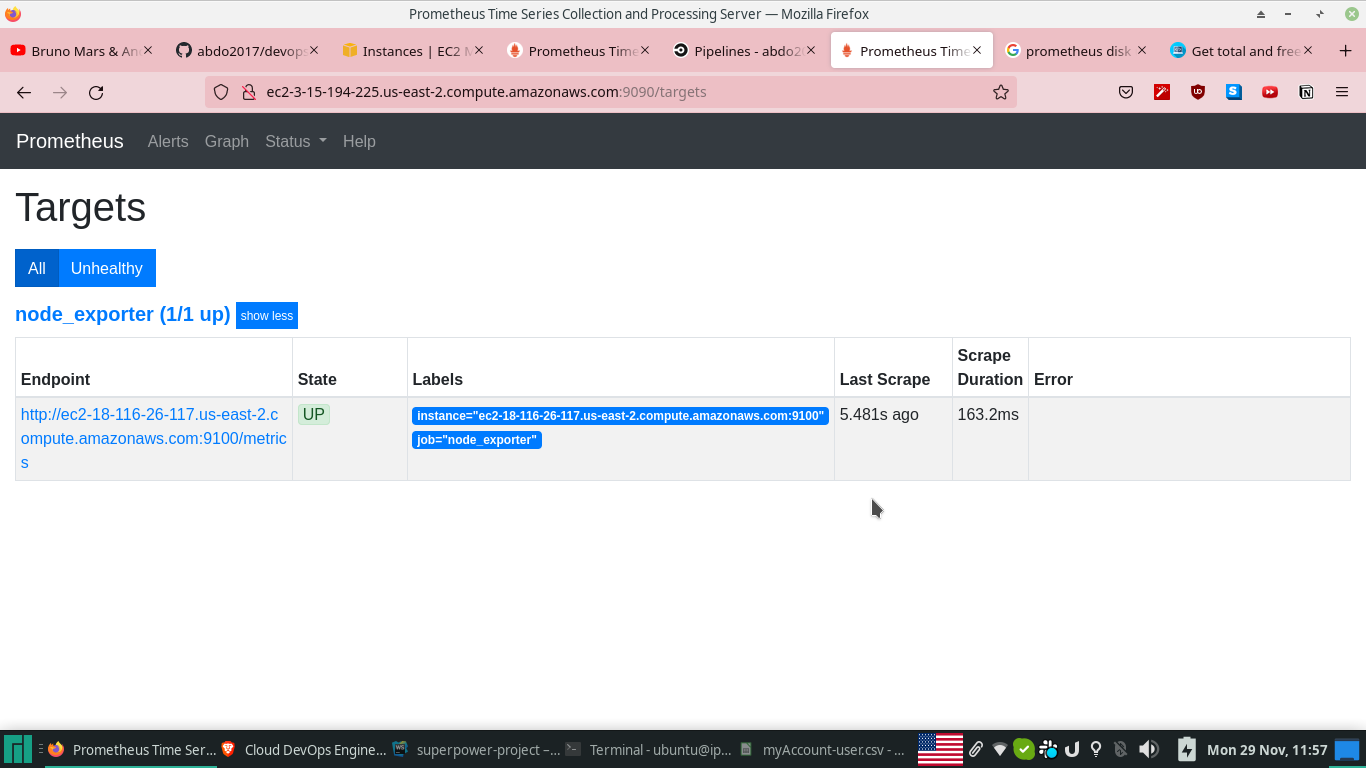 Prometheus Time Series Collection and Processing Server — Mozilla Firefox
Bruno Mars & An
abdo2017/devops
Instances | EC2 M
Prometheus Time
Pipelines - abdo2
Prometheus Time
prometheus disk
Get total and free
ec2-3-15-194-225.us-east-2.compute.amazonaws.com:9090/targets
Prometheus Alerts Graph Status Help
Targets
All Unhealthy
node_exporter (1/1 up) show less
Endpoint State Labels Last Scrape Scrape Duration Error
http://ec2-18-116-26-117.us-east-2.c
ompute.amazonaws.com:9100/metric
s
UP
instance="ec2-18-116-26-117.us-east-2.compute.amazonaws.com:9100"
job="node_exporter"
5.481s ago
163.2ms
Prometheus Time Ser...
Cloud DevOps Engine...
superpower-project –...
Terminal - ubuntu@ip...
myAccount-user.csv - ...
Mon 29 Nov, 11:57